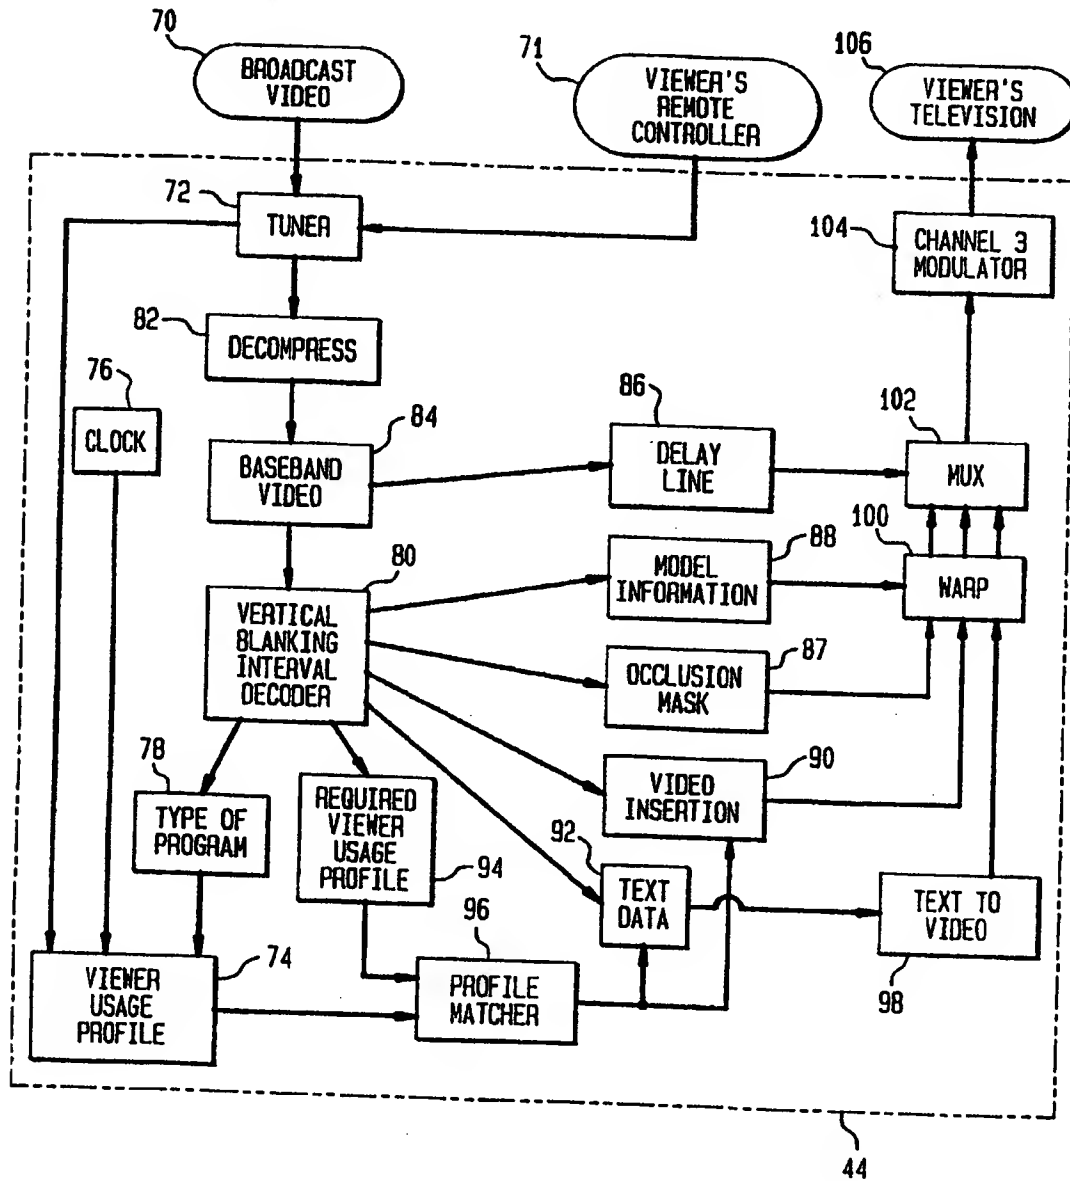 70
BROADCAST
VIDEO
71
VIEWER'S
REMOTE
CONTROLLER
106
VIEWER'S
TELEVISION
72
TUNER
104
CHANNEL 3
MODULATOR
82
DECOMPRESS
76
CLOCK
84
BASEBAND
VIDEO
86
DELAY
LINE
102
MUX
80
VERTICAL
BLANKING
INTERVAL
DECODER
88
MODEL
INFORMATION
100
WARP
87
OCCLUSION
MASK
78
TYPE OF
PROGRAM
REQUIRED
VIEWER
USAGE
PROFILE
94
90
VIDEO
INSERTION
92
TEXT
DATA
TEXT TO
VIDEO
98
74
VIEWER
USAGE
PROFILE
96
PROFILE
MATCHER
44